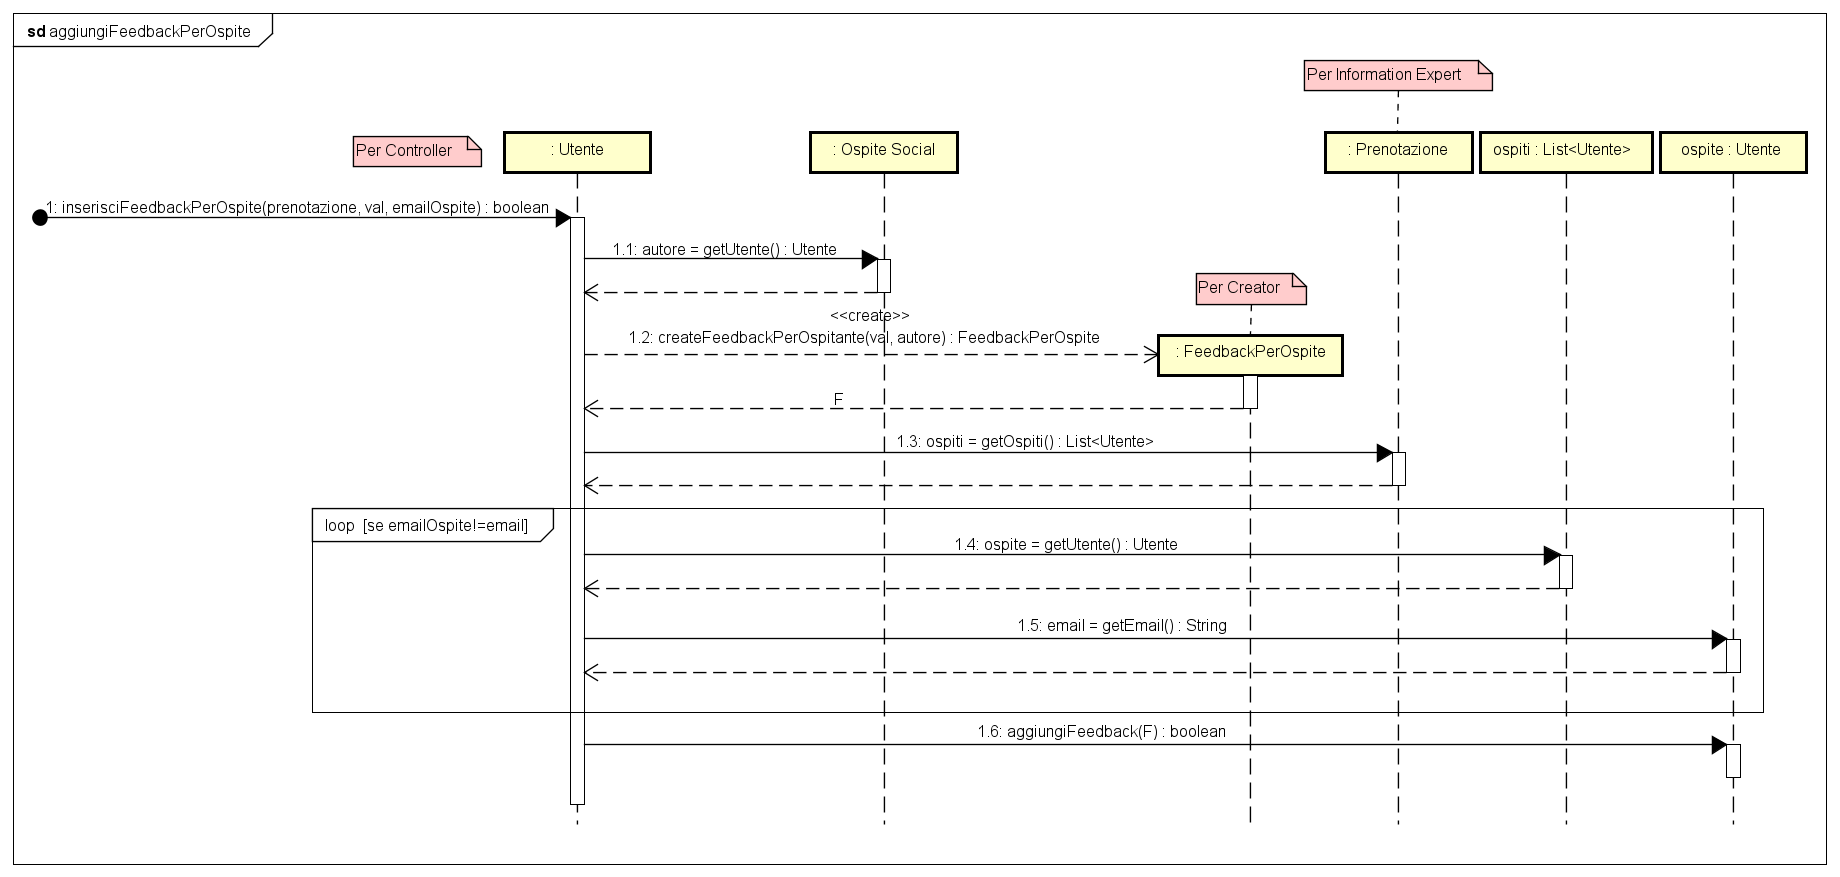 sd aggiungiFeedbackPerOspite
Per Information Expert
Per Controller
: Utente
: Ospite Social
: Prenotazione
ospiti : List<Utente>
ospite : Utente
1: inserisciFeedbackPerOspite(prenotazione, val, emailOspite) : boolean
1.1: autore = getUtente() : Utente
Per Creator
<<create>>
1.2: createFeedbackPerOspitante(val, autore) : FeedbackPerOspite
: FeedbackPerOspite
F
1.3: ospiti = getOspiti() : List<Utente>
loop [se emailOspite!=email]
1.4: ospite = getUtente() : Utente
1.5: email = getEmail() : String
1.6: aggiungiFeedback(F) : boolean